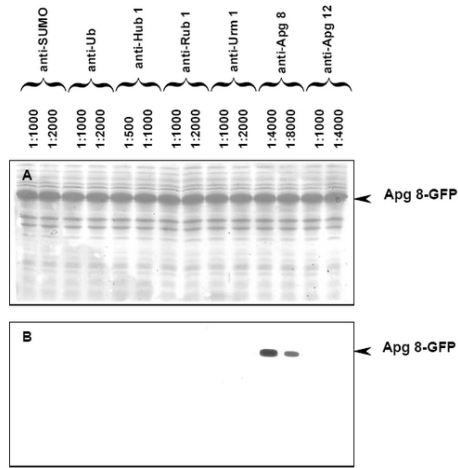 anti-SUMO
anti-Ub
anti-Hub 1
anti-Rub 1
anti-Urm 1
anti-Apg 8
anti-Apg 12
1:1000
1:2000
1:1000
1:2000
1:500
1:1000
1:1000
1:2000
1:1000
1:2000
1:4000
1:8000
1:1000
1:4000
A
Apg 8-GFP
B
Apg 8-GFP